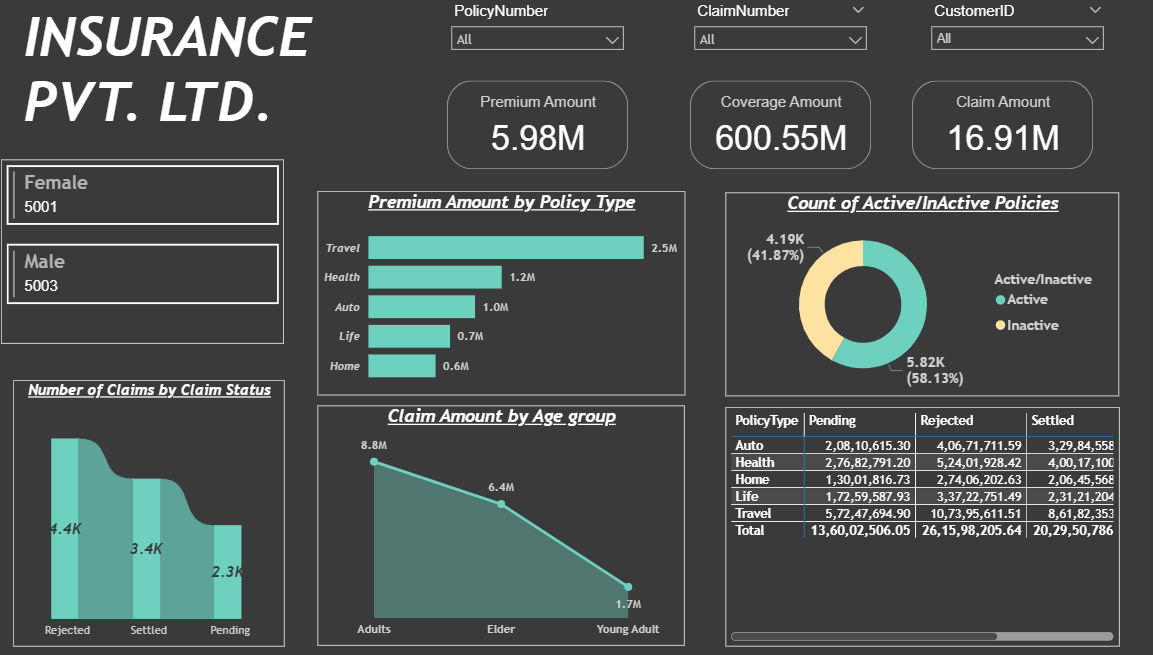 INSURANCE
PVT. LTD.
PolicyNumber
All
ClaimNumber
All
CustomerID
All
Premium Amount
5.98M
Coverage Amount
600.55M
Claim Amount
16.91M
Female
5001
Male
5003
Premium Amount by Policy Type
Travel 2.5M
Health 1.2M
Auto 1.0M
Life 0.7M
Home 0.6M
Count of Active/InActive Policies
4.19K
(41.87%)
5.82K
(58.13%)
Active/Inactive
Active
Inactive
Number of Claims by Claim Status
4.4K
3.4K
2.3K
Rejected Settled Pending
Claim Amount by Age group
8.8M
6.4M
1.7M
Adults Elder Young Adult
PolicyType Pending Rejected Settled
Auto 2,08,10,615.30 4,06,71,711.59 3,29,84,558
Health 2,76,82,791.20 5,24,01,928.42 4,00,17,100
Home 1,30,01,816.73 2,74,06,202.63 2,06,45,568
Life 1,72,59,587.93 3,37,22,751.49 2,31,21,204
Travel 5,72,47,694.90 10,73,95,611.51 8,61,82,353
Total 13,60,02,506.05 26,15,98,205.64 20,29,50,786